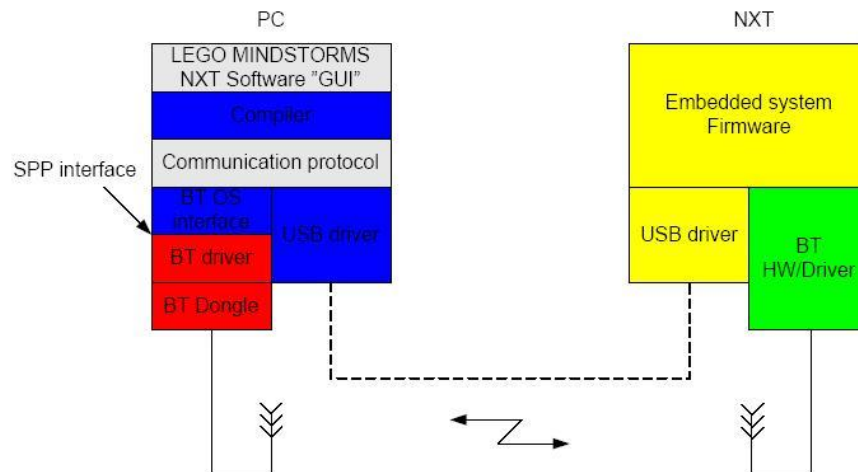 PC
NXT
LEGO MINDSTORMS
NXT Software ”GUI”
Compiler
Communication protocol
SPP interface
BT OS
interface
USB driver
BT driver
BT Dongle
Embedded system
Firmware
USB driver
BT
HW/Driver